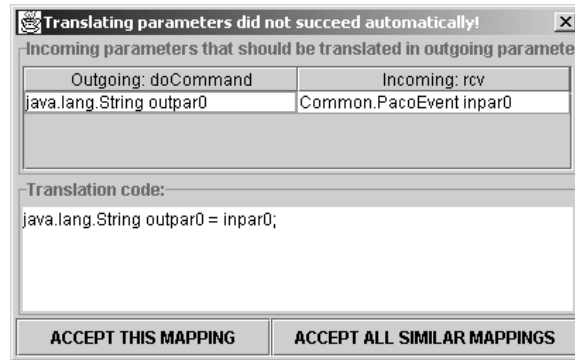 Translating parameters did not succeed automatically!
Incoming parameters that should be translated in outgoing paramete
Outgoing: doCommand Incoming: rcv
java.lang.String outpar0 Common.PacoEvent inpar0
Translation code:
java.lang.String outpar0 = inpar0;
ACCEPT THIS MAPPING ACCEPT ALL SIMILAR MAPPINGS